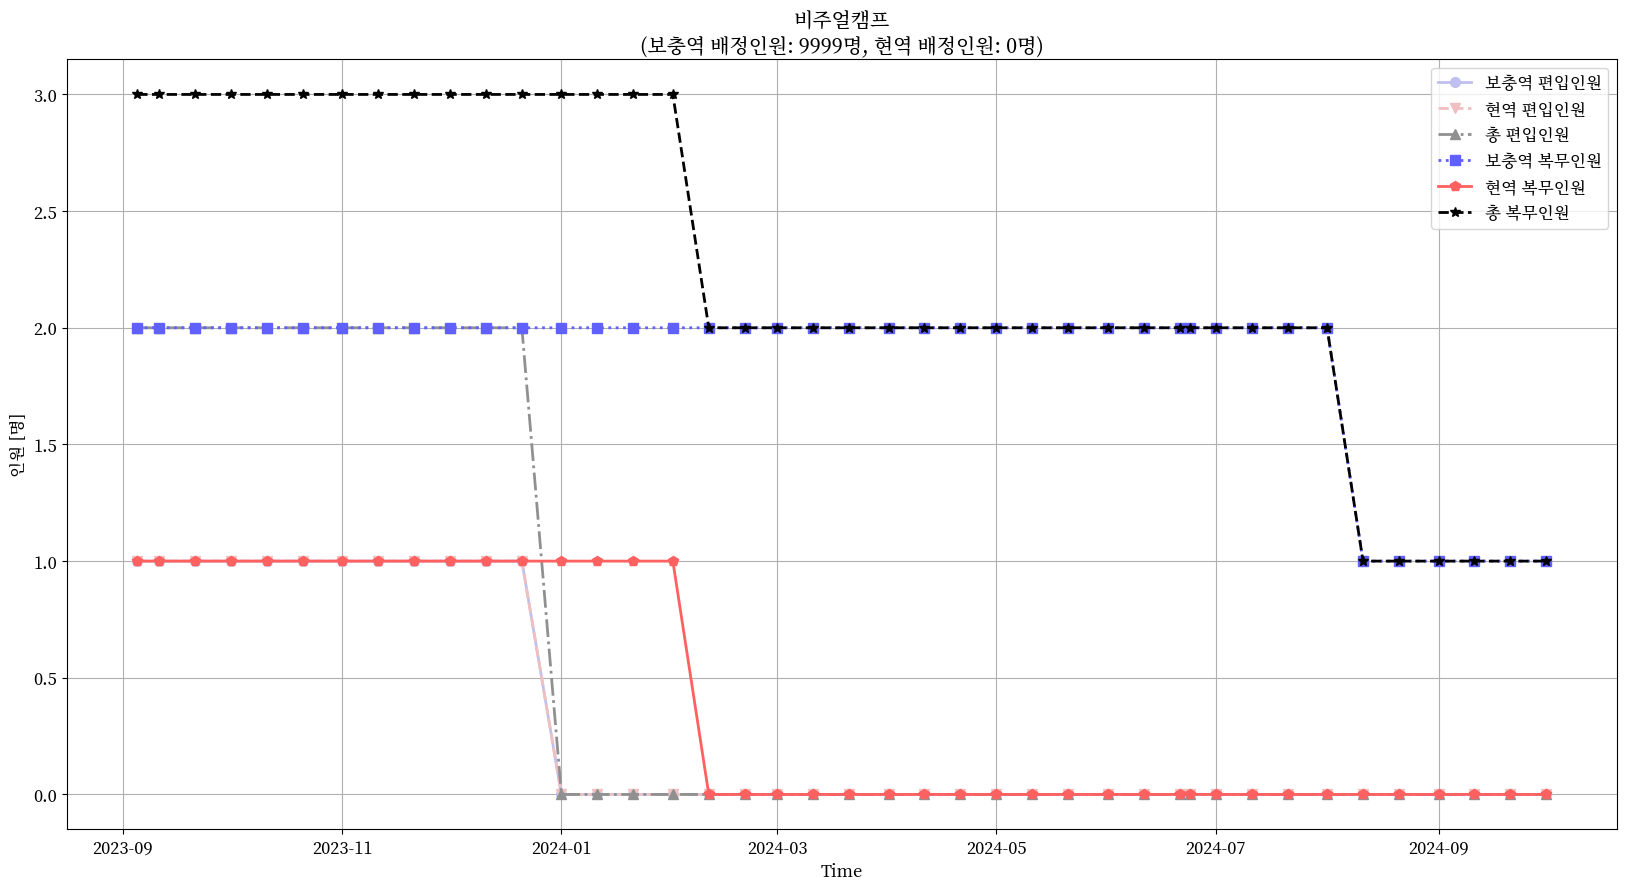 비주얼캠프
(보충역 배정인원: 9999명, 현역 배정인원: 0명)
보충역 편입인원
현역 편입인원
총 편입인원
보충역 복무인원
현역 복무인원
총 복무인원
3.0
2.5
2.0
1.5
1.0
0.5
0.0
인원 [명]
2023-09 2023-11 2024-01 2024-03 2024-05 2024-07 2024-09
Time